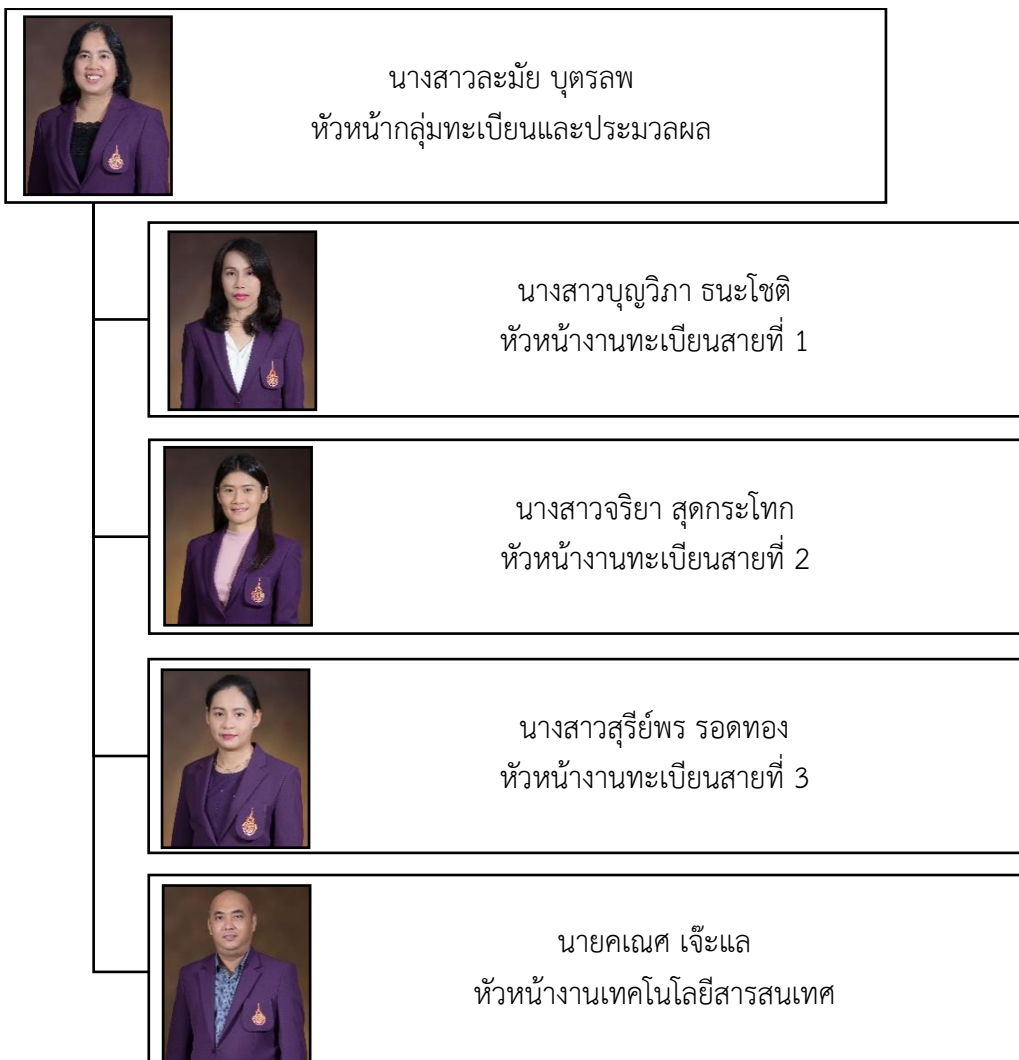 นางสาวละมัย บุตรลพ
หัวหน้ากลุ่มทะเบียนและประมวลผล
นางสาวบุญวิภา ธนะโชติ
หัวหน้างานทะเบียนสายที่ 1
นางสาวจริยา สุดกระโทก
หัวหน้างานทะเบียนสายที่ 2
นางสาวสุรีย์พร รอดทอง
หัวหน้างานทะเบียนสายที่ 3
นายคเณศ เจ๊ะแล
หัวหน้างานเทคโนโลยีสารสนเทศ